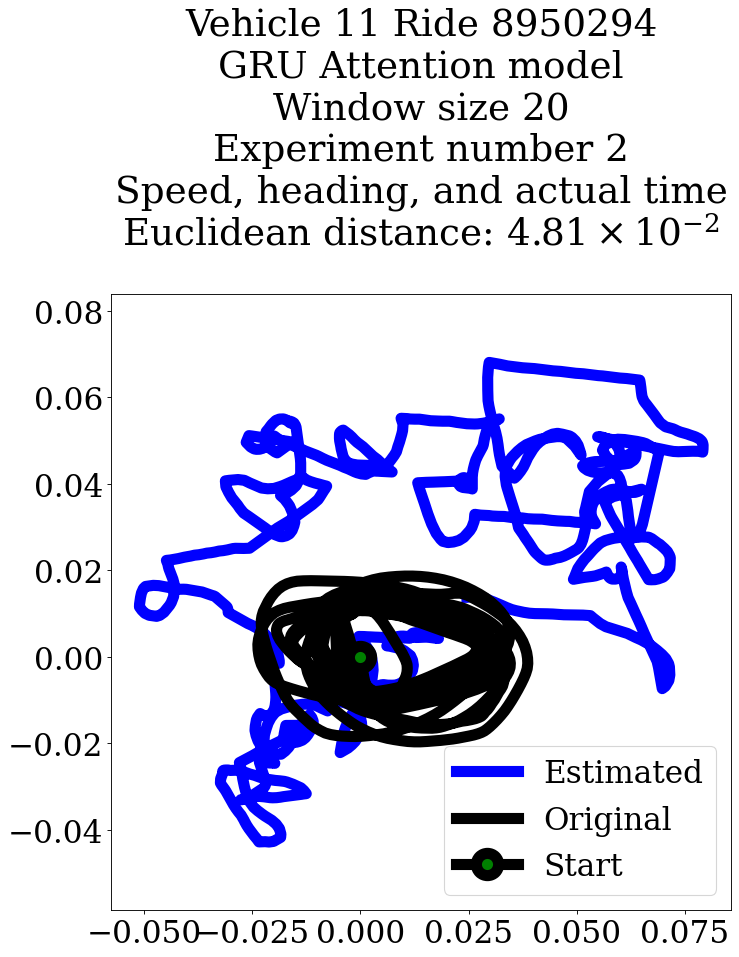 Vehicle 11 Ride 8950294
GRU Attention model
Window size 20
Experiment number 2
Speed, heading, and actual time
Euclidean distance: 4.81 × 10⁻²
0.08
0.06
0.04
0.02
0.00
−0.02
−0.04
Estimated
Original
Start
−0.050 −0.025 0.000 0.025 0.050 0.075